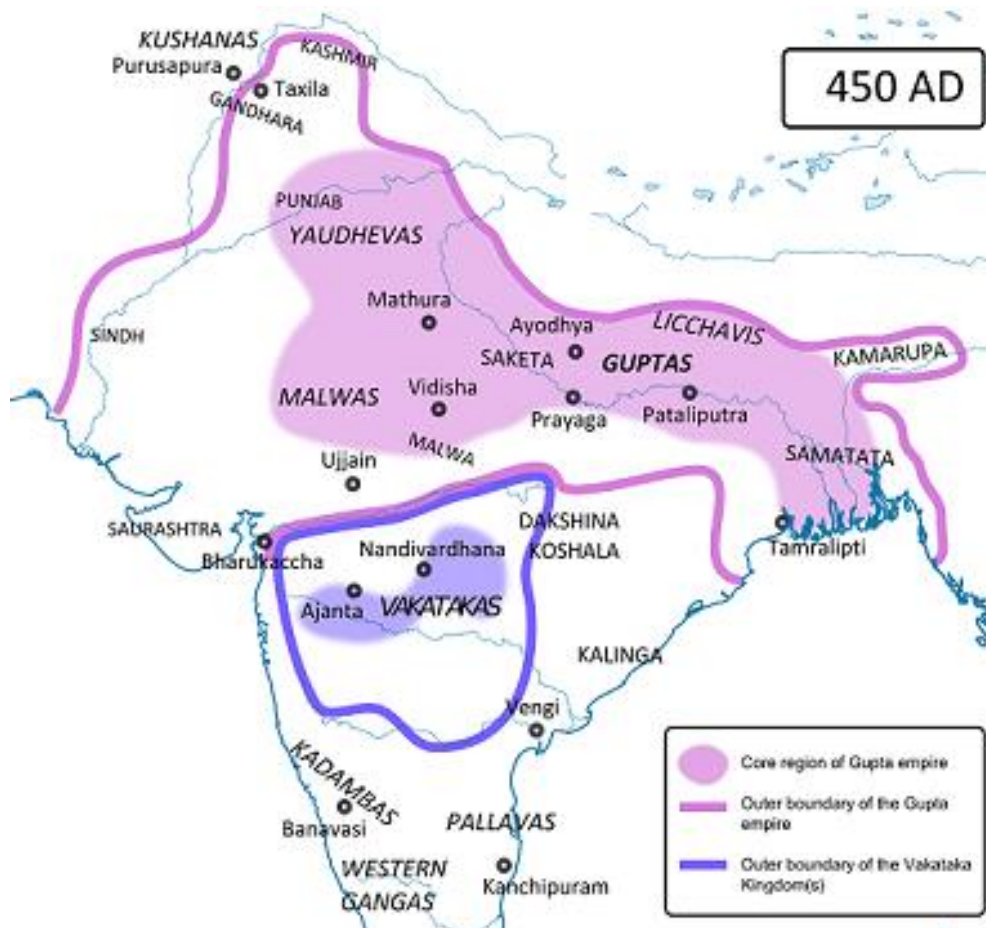 KUSHANAS
KASHMIR
Purusapura
Taxila
GANDHARA
450 AD
PUNJAB
YAUDHEVAS
Mathura
SINDH
LICCHAVIS
Ayodhya
KAMARUPA
SAKETA
GUPTAS
MALWAS
Vidisha
Prayaga
Pataliputra
MALWA
SAMATATA
Ujjain
SAURASHTRA
DAKSHINA
KOSHALA
Bharukaccha
Nandivardhana
Tamralipti
Ajanta
VAKATAKAS
KALINGA
Vengi
KADAMBAS
Banavasi
PALLAVAS
WESTERN
GANGAS
Kanchipuram
Core region of Gupta empire
Outer boundary of the Gupta
empire
Outer boundary of the Vakataka
Kingdom(s)